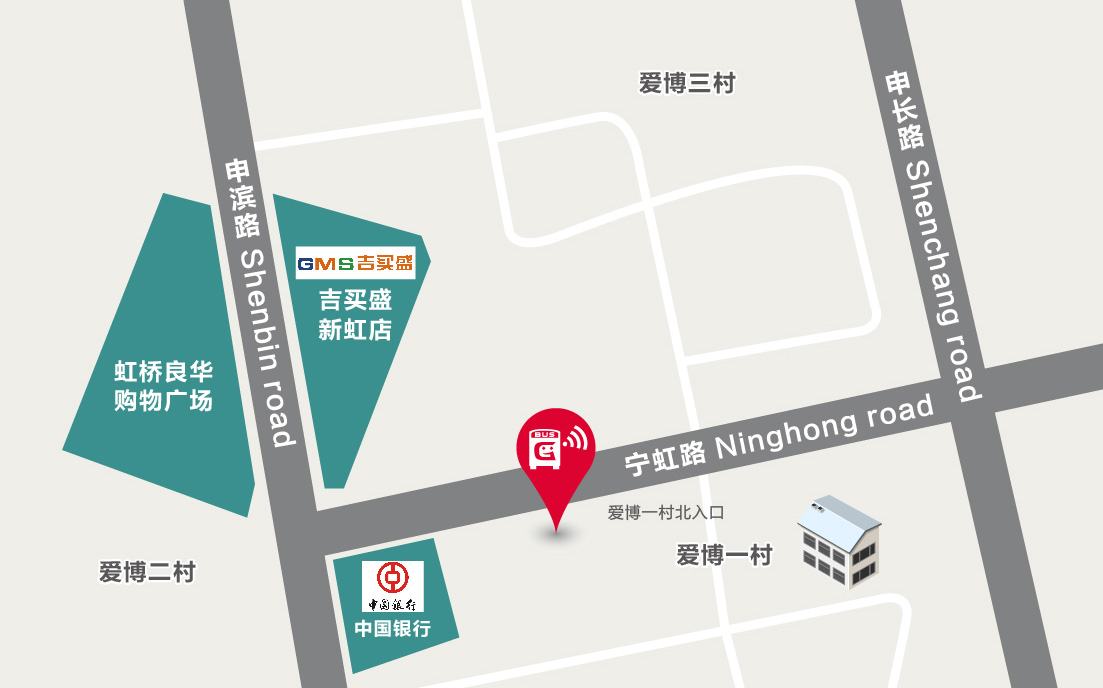 爱博三村
申长路 Shenchang road
申滨路 Shenbin road
GMS吉买盛
吉买盛
新虹店
虹桥良华
购物广场
宁虹路 Ninghong road
BUS
e
爱博一村北入口
爱博一村
爱博二村
中国银行
中国银行